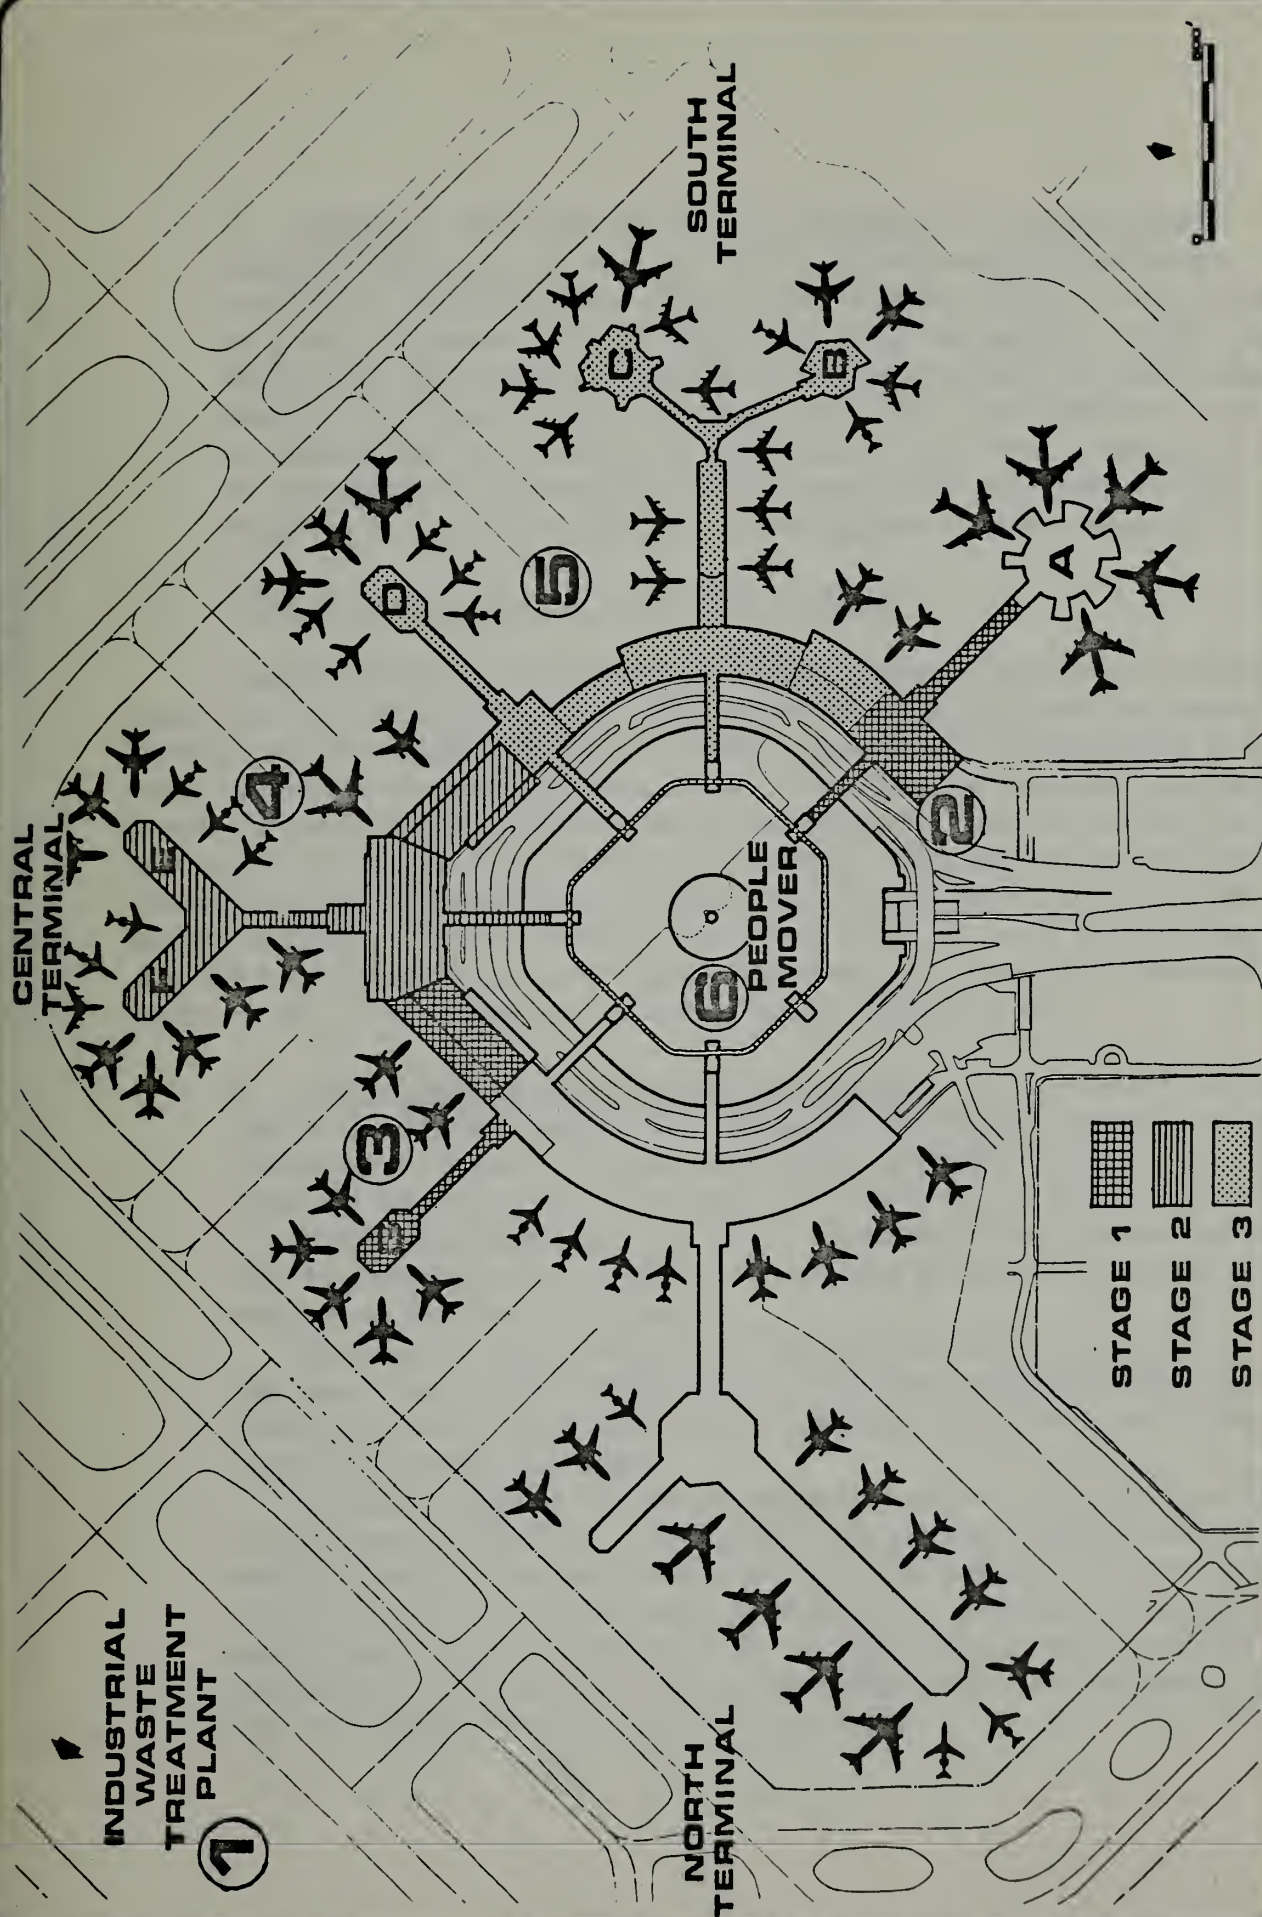 CENTRAL
TERMINAL
INDUSTRIAL
WASTE
TREATMENT
PLANT
1
F
E
4
3
D
5
C
SOUTH
TERMINAL
NORTH
TERMINAL
6
PEOPLE
MOVER
B
2
A
STAGE 1
STAGE 2
STAGE 3
0